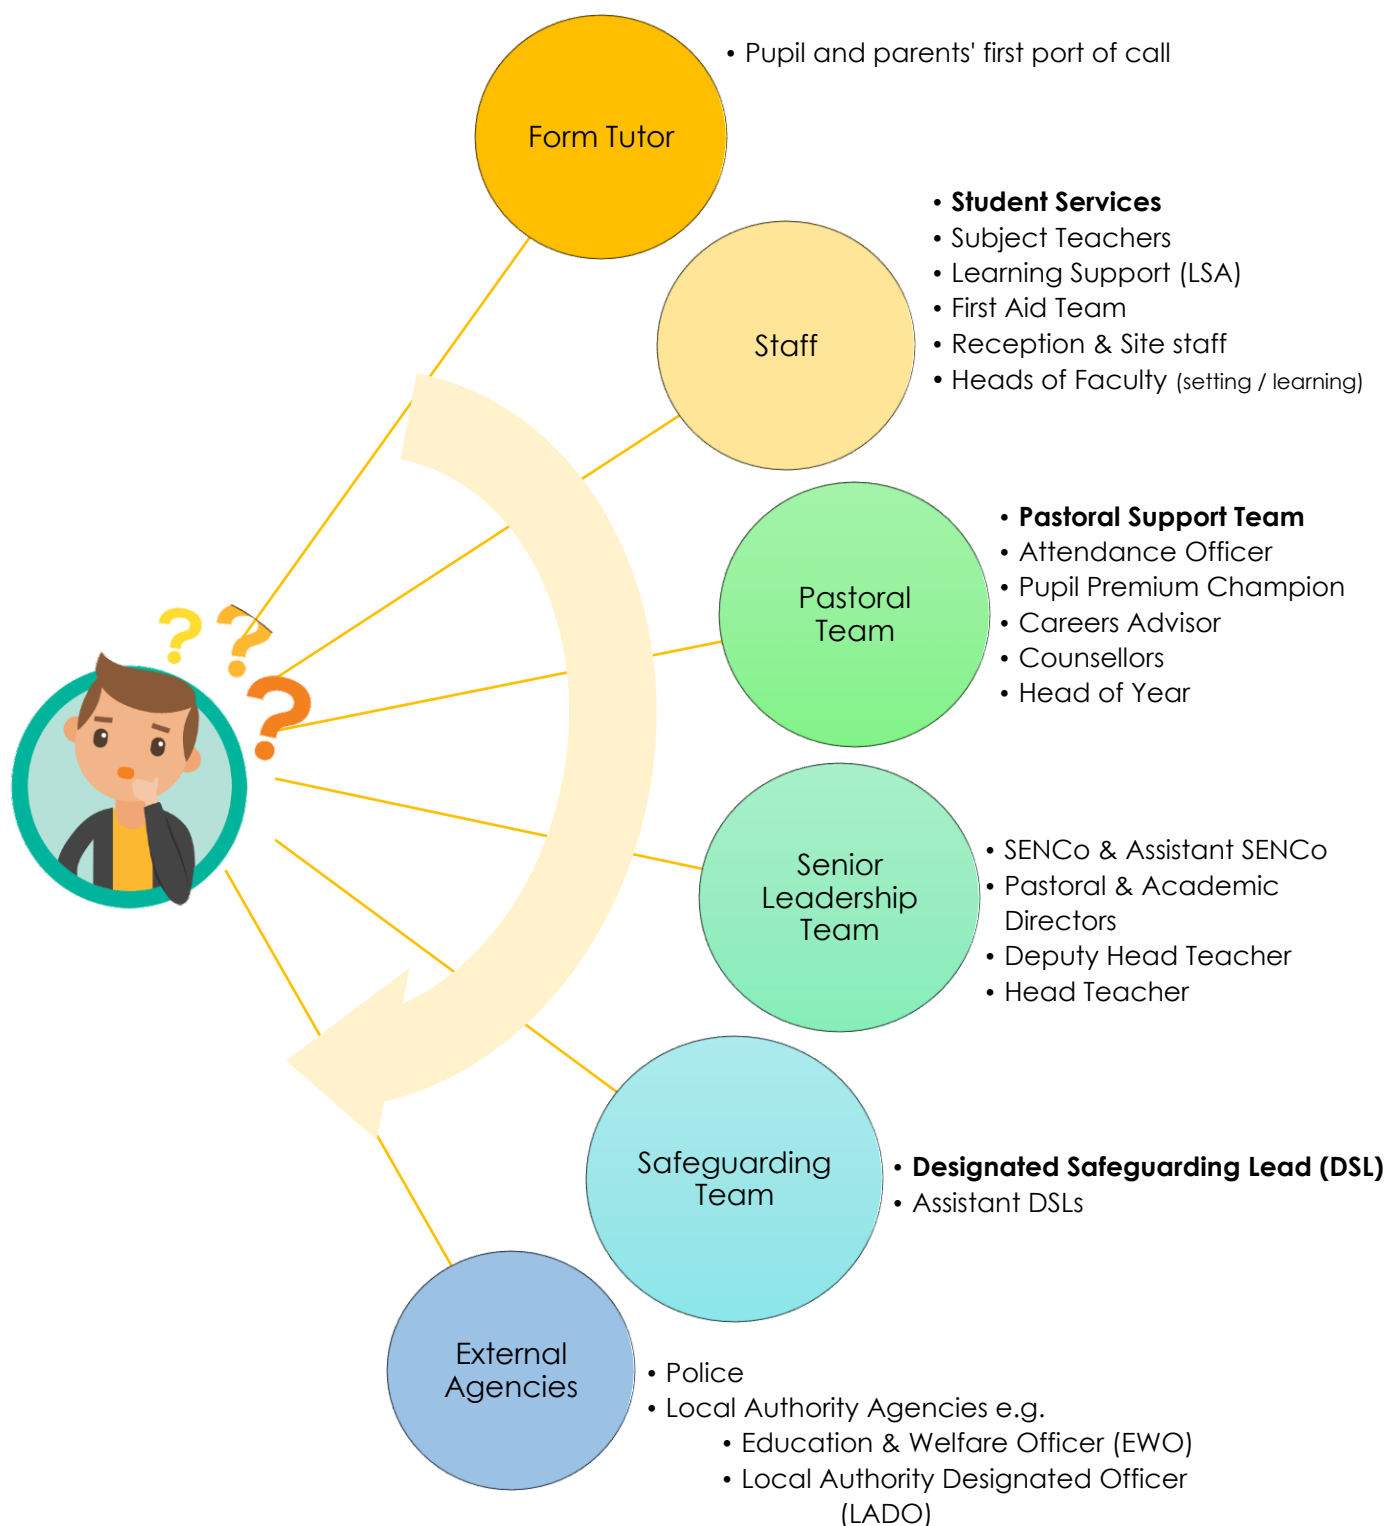 Form Tutor
• Pupil and parents' first port of call
Staff
• Student Services
• Subject Teachers
• Learning Support (LSA)
• First Aid Team
• Reception & Site staff
• Heads of Faculty (setting / learning)
Pastoral
Team
• Pastoral Support Team
• Attendance Officer
• Pupil Premium Champion
• Careers Advisor
• Counsellors
• Head of Year
Senior
Leadership
Team
• SENCo & Assistant SENCo
• Pastoral & Academic
Directors
• Deputy Head Teacher
• Head Teacher
Safeguarding
Team
• Designated Safeguarding Lead (DSL)
• Assistant DSLs
External
Agencies
• Police
• Local Authority Agencies e.g.
• Education & Welfare Officer (EWO)
• Local Authority Designated Officer
(LADO)
? ? ?